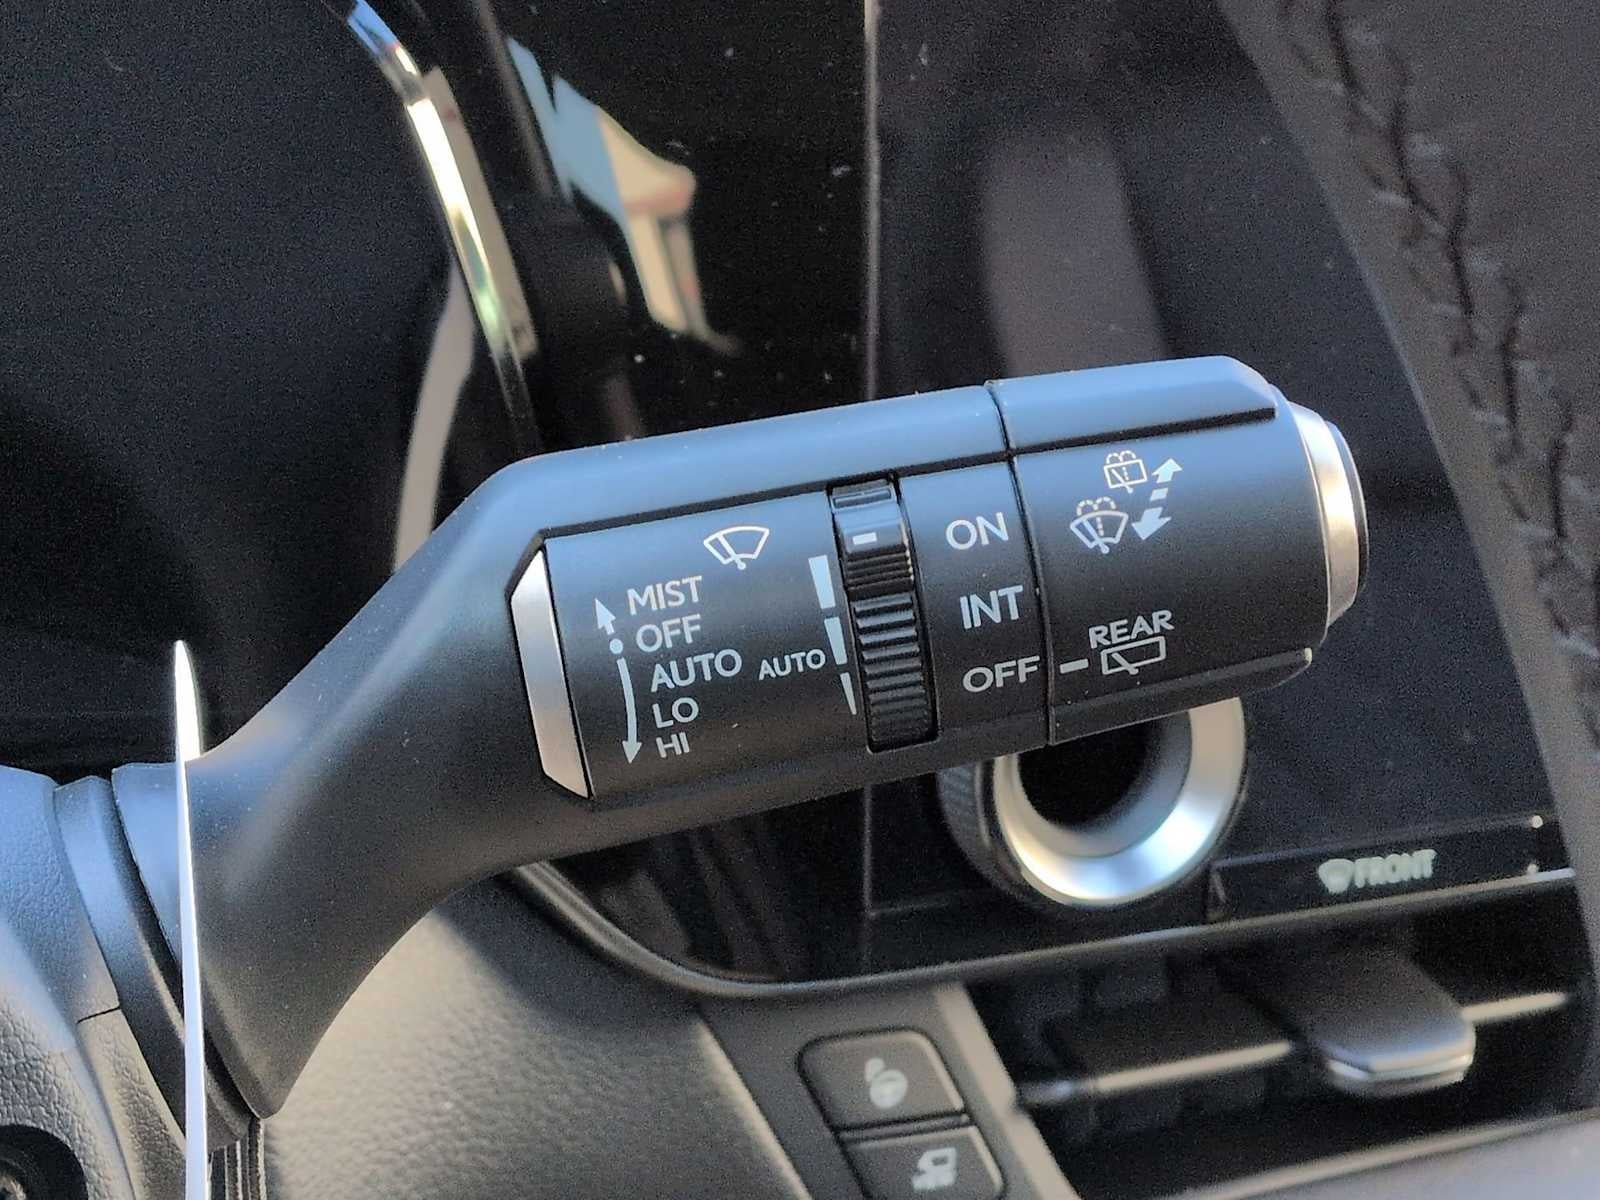 MIST
OFF
AUTO
LO
HI
AUTO
ON
INT
OFF
REAR
FRONT